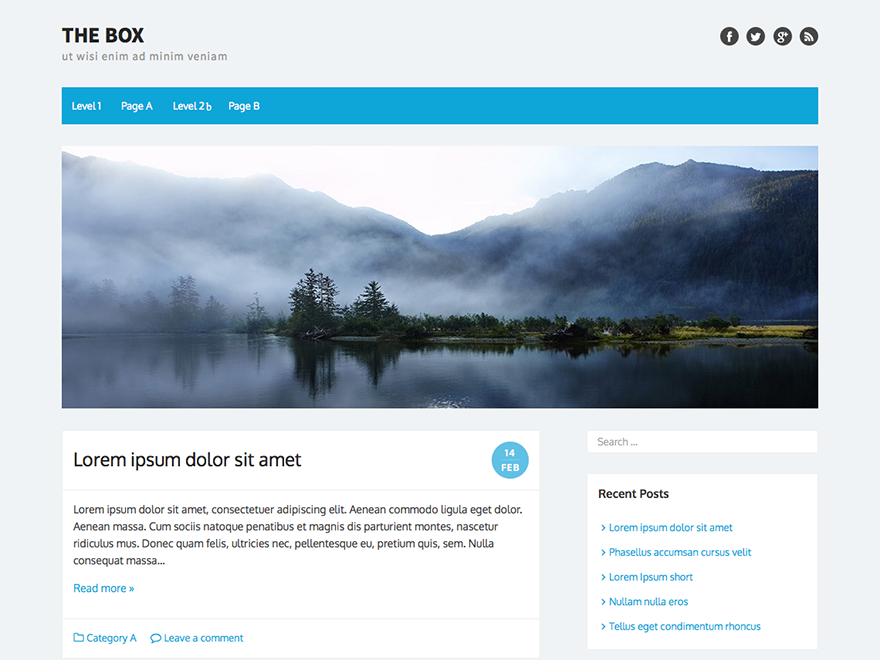 THE BOX
ut wisi enim ad minim veniam
Level 1 Page A Level 2 b Page B
Lorem ipsum dolor sit amet
14
FEB
Lorem ipsum dolor sit amet, consectetuer adipiscing elit. Aenean commodo ligula eget dolor.
Aenean massa. Cum sociis natoque penatibus et magnis dis parturient montes, nascetur
ridiculus mus. Donec quam felis, ultricies nec, pellentesque eu, pretium quis, sem. Nulla
consequat massa...
Read more »
Category A Leave a comment
Search ...
Recent Posts
Lorem ipsum dolor sit amet
Phasellus accumsan cursus velit
Lorem Ipsum short
Nullam nulla eros
Tellus eget condimentum rhoncus